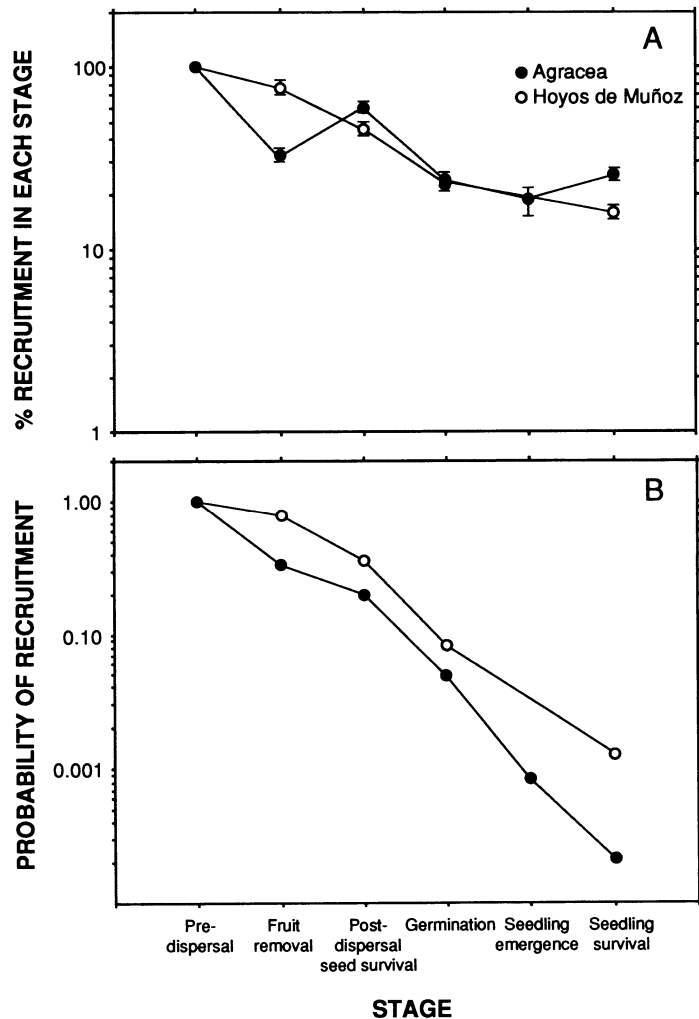 A
% RECRUITMENT IN EACH STAGE
100
10
1
Agracea
Hoyos de Muñoz
B
PROBABILITY OF RECRUITMENT
1.00
0.10
0.001
Pre-
dispersal
Fruit
removal
Post-
dispersal
seed survival
Germination
Seedling
emergence
Seedling
survival
STAGE